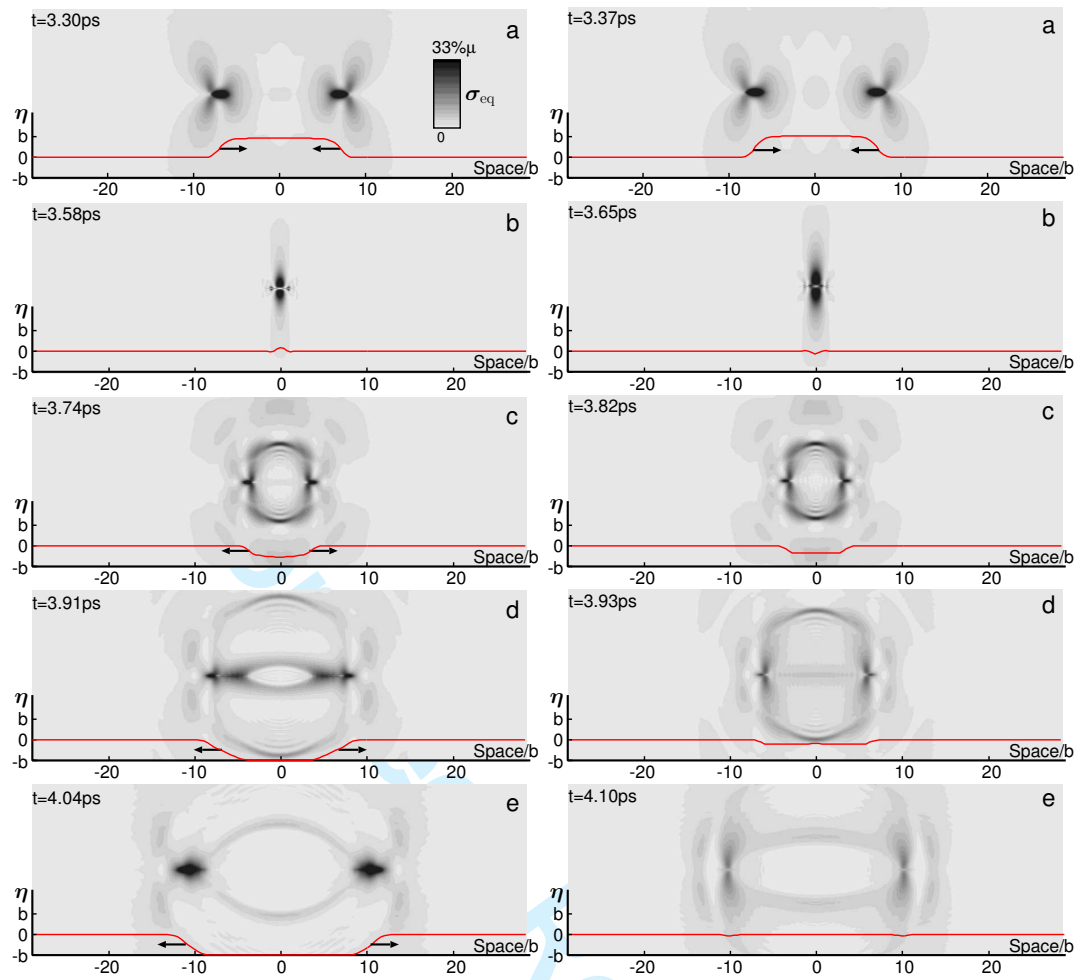 t=3.30ps
a
33%μ
σeq
0
η
b
0
-b
Space/b
-20 -10 0 10 20
t=3.37ps
a
η
b
0
-b
Space/b
-20 -10 0 10 20
t=3.58ps
b
η
b
0
-b
Space/b
-20 -10 0 10 20
t=3.65ps
b
η
b
0
-b
Space/b
-20 -10 0 10 20
t=3.74ps
c
η
b
0
-b
Space/b
-20 -10 0 10 20
t=3.82ps
c
η
b
0
-b
Space/b
-20 -10 0 10 20
t=3.91ps
d
η
b
0
-b
Space/b
-20 -10 0 10 20
t=3.93ps
d
η
b
0
-b
Space/b
-20 -10 0 10 20
t=4.04ps
e
η
b
0
-b
Space/b
-20 -10 0 10 20
t=4.10ps
e
η
b
0
-b
Space/b
-20 -10 0 10 20